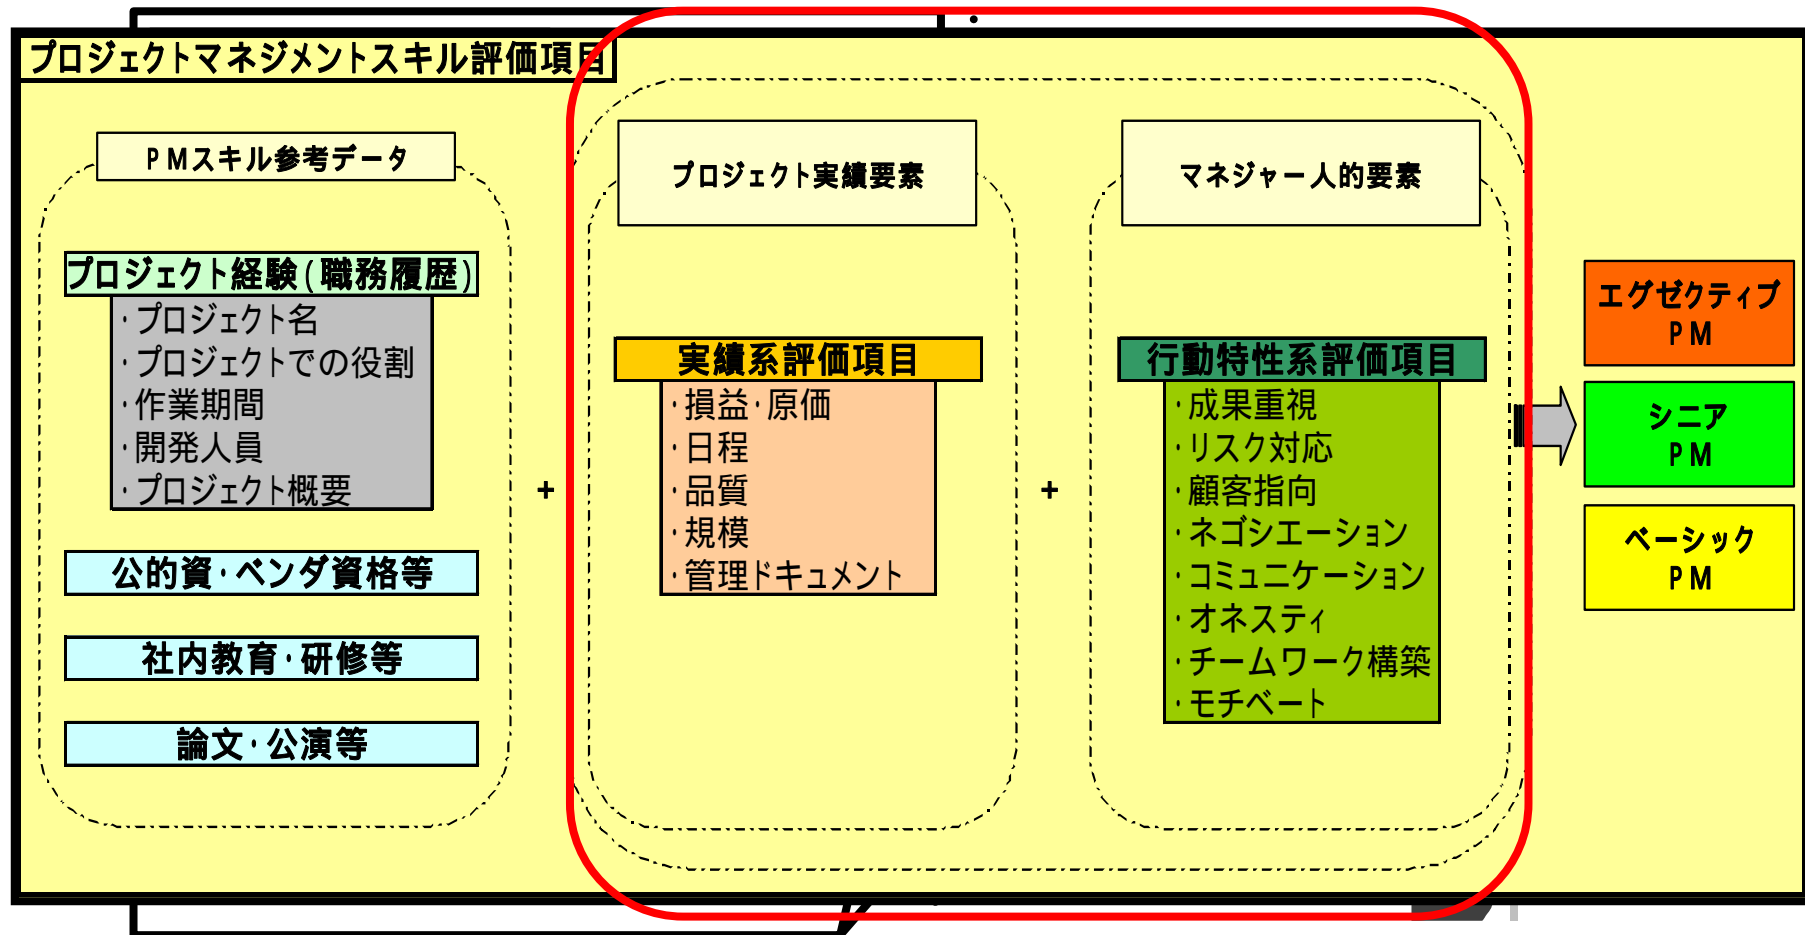 プロジェクトマネジメントスキル評価項目
PMスキル参考データ
プロジェクト経験(職務履歴)
・プロジェクト名
・プロジェクトでの役割
・作業期間
・開発人員
・プロジェクト概要
公的資・ベンダ資格等
社内教育・研修等
論文・公演等
+
プロジェクト実績要素
実績系評価項目
・損益・原価
・日程
・品質
・規模
・管理ドキュメント
+
マネジャー人的要素
行動特性系評価項目
・成果重視
・リスク対応
・顧客指向
・ネゴシエーション
・コミュニケーション
・オネスティ
・チームワーク構築
・モチベート
エグゼクティブ
PM
シニア
PM
ベーシック
PM